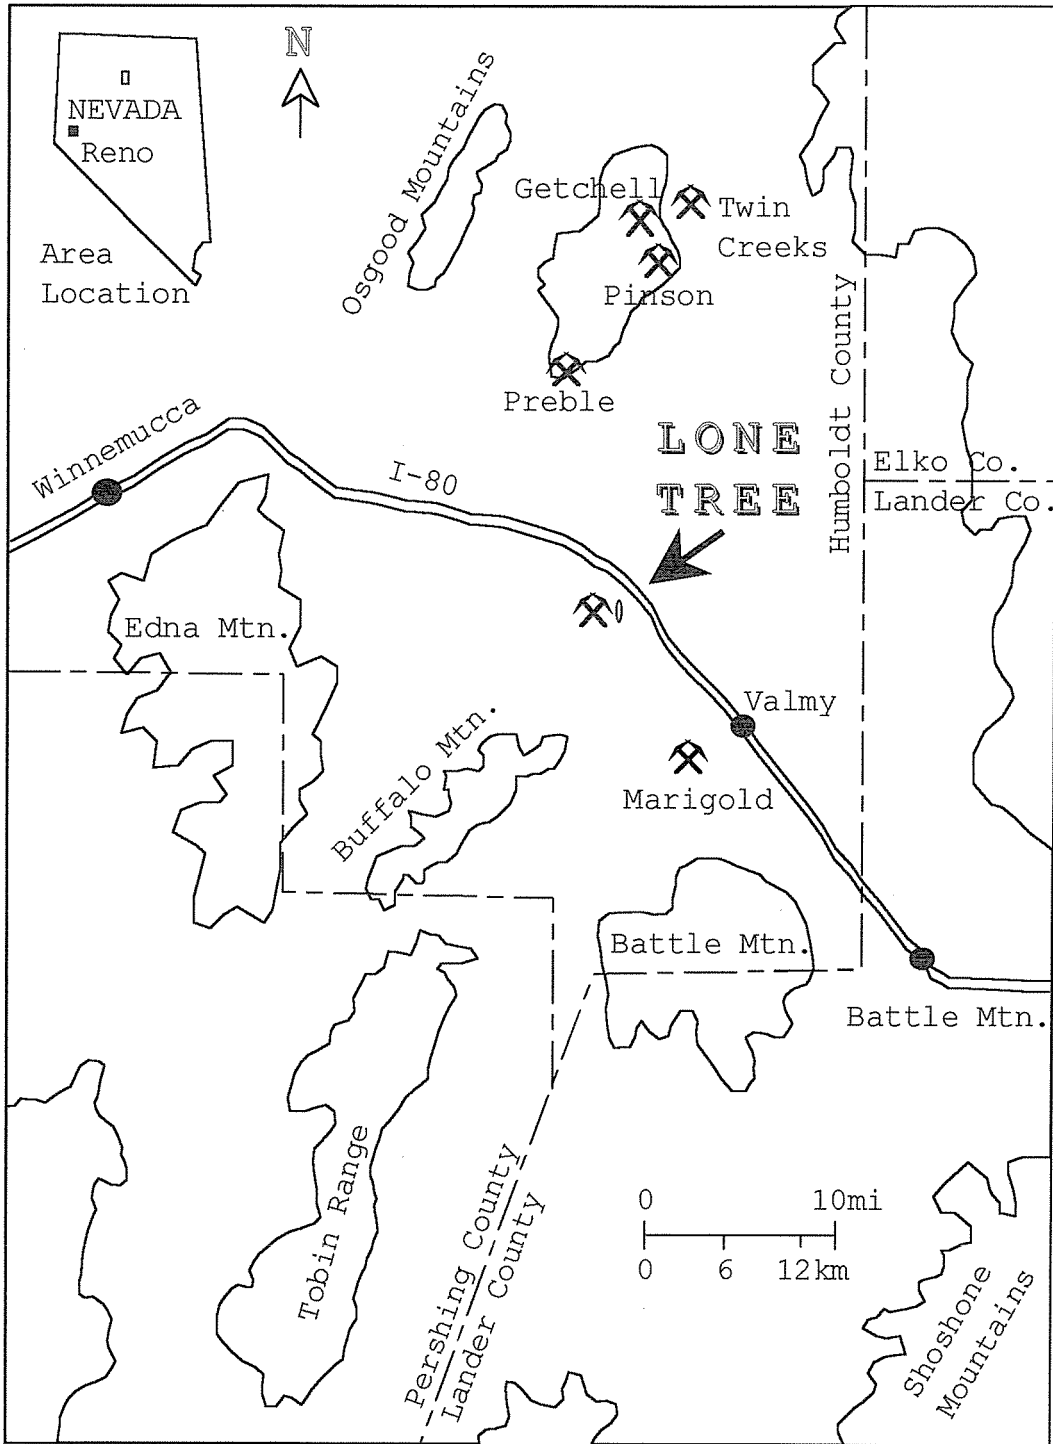 N
NEVADA
Reno
Area
Location
Osgood Mountains
Getchell
Twin
Creeks
Pinson
Preble
Humboldt County
Winnemucca
I-80
LONE
TREE
Elko Co.
Lander Co.
Edna Mtn.
Valmy
Buffalo Mtn.
Marigold
Battle Mtn.
Battle Mtn.
Tobin Range
Pershing County
Lander County
0 10mi
0 6 12km
Shoshone
Mountains